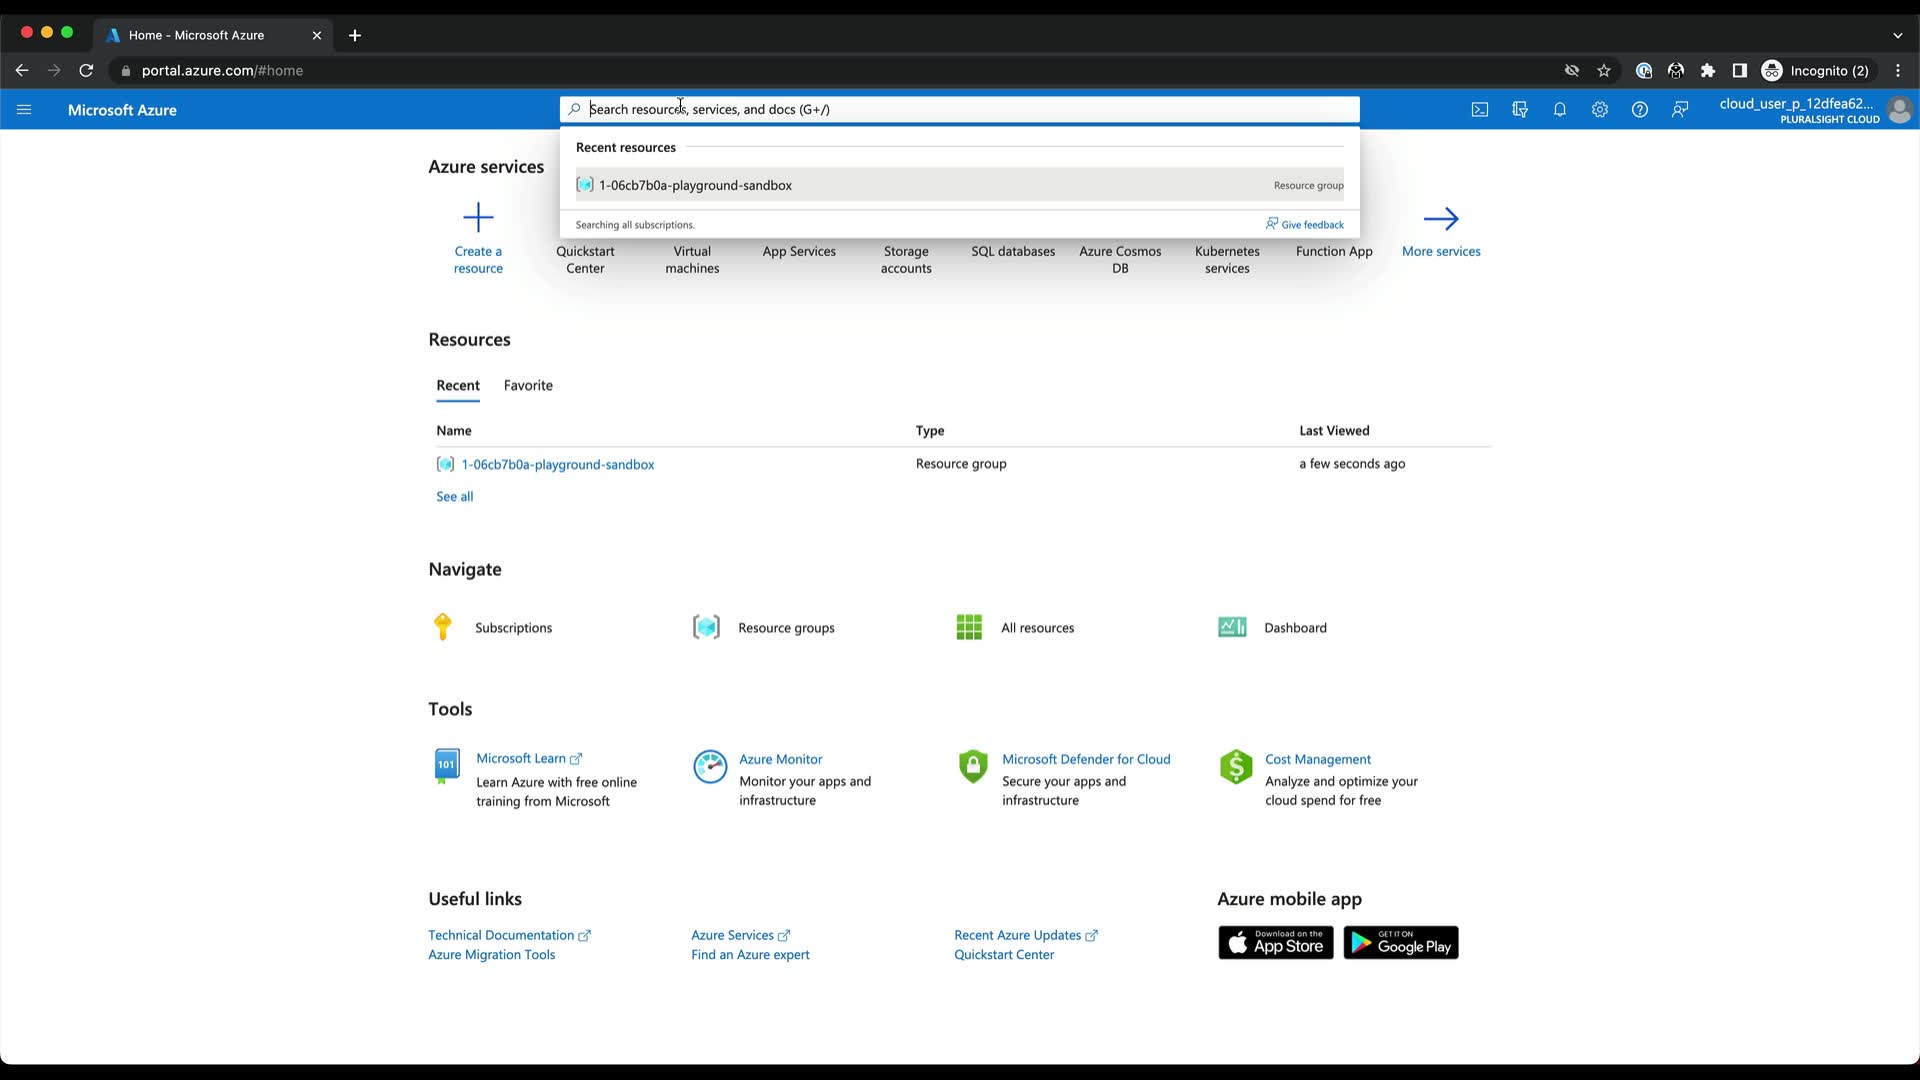 Home - Microsoft Azure
portal.azure.com/#home
Incognito (2)
Microsoft Azure
Search resources, services, and docs (G+/)
cloud_user_p_12dfea62...
PLURALSIGHT CLOUD
Recent resources
1-06cb7b0a-playground-sandbox
Resource group
Searching all subscriptions.
Give feedback
Azure services
Create a
resource
Quickstart
Center
Virtual
machines
App Services
Storage
accounts
SQL databases
Azure Cosmos
DB
Kubernetes
services
Function App
More services
Resources
Recent
Favorite
Name
Type
Last Viewed
1-06cb7b0a-playground-sandbox
Resource group
a few seconds ago
See all
Navigate
Subscriptions
Resource groups
All resources
Dashboard
Tools
101
Microsoft Learn
Learn Azure with free online
training from Microsoft
Azure Monitor
Monitor your apps and
infrastructure
Microsoft Defender for Cloud
Secure your apps and
infrastructure
Cost Management
Analyze and optimize your
cloud spend for free
Useful links
Technical Documentation
Azure Migration Tools
Azure Services
Find an Azure expert
Recent Azure Updates
Quickstart Center
Azure mobile app
Download on the
App Store
GET IT ON
Google Play